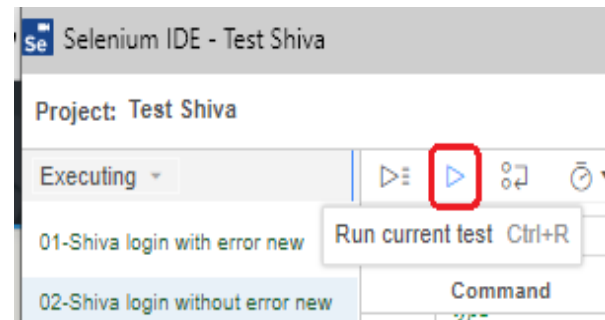 Se Selenium IDE - Test Shiva
Project: Test Shiva
Executing
01-Shiva login with error new
Run current test Ctrl+R
02-Shiva login without error new
Command